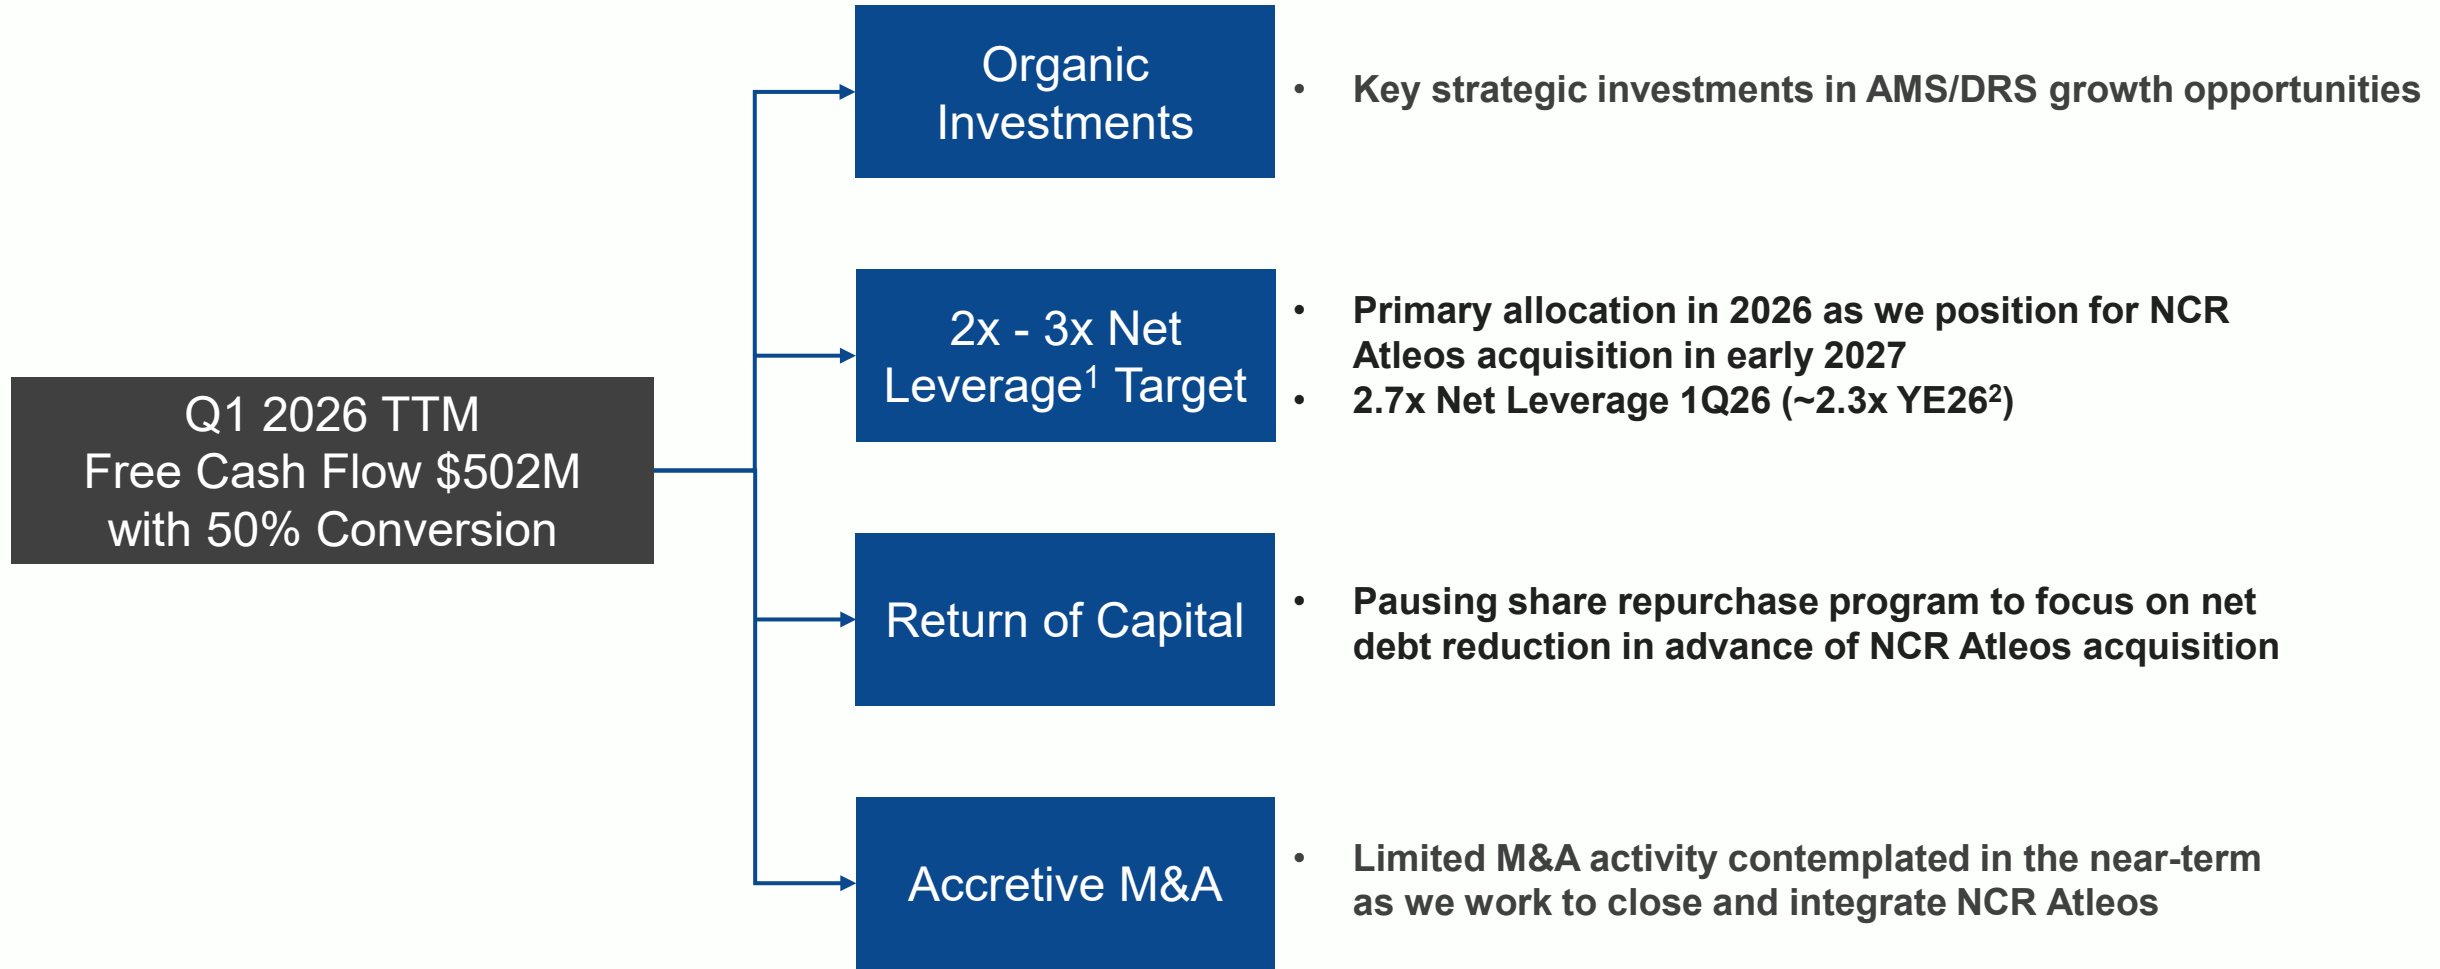 Q1 2026 TTM
Free Cash Flow $502M
with 50% Conversion
Organic
Investments
• Key strategic investments in AMS/DRS growth opportunities
2x - 3x Net
Leverage¹ Target
• Primary allocation in 2026 as we position for NCR
Atleos acquisition in early 2027
• 2.7x Net Leverage 1Q26 (~2.3x YE26²)
Return of Capital
• Pausing share repurchase program to focus on net
debt reduction in advance of NCR Atleos acquisition
Accretive M&A
• Limited M&A activity contemplated in the near-term
as we work to close and integrate NCR Atleos